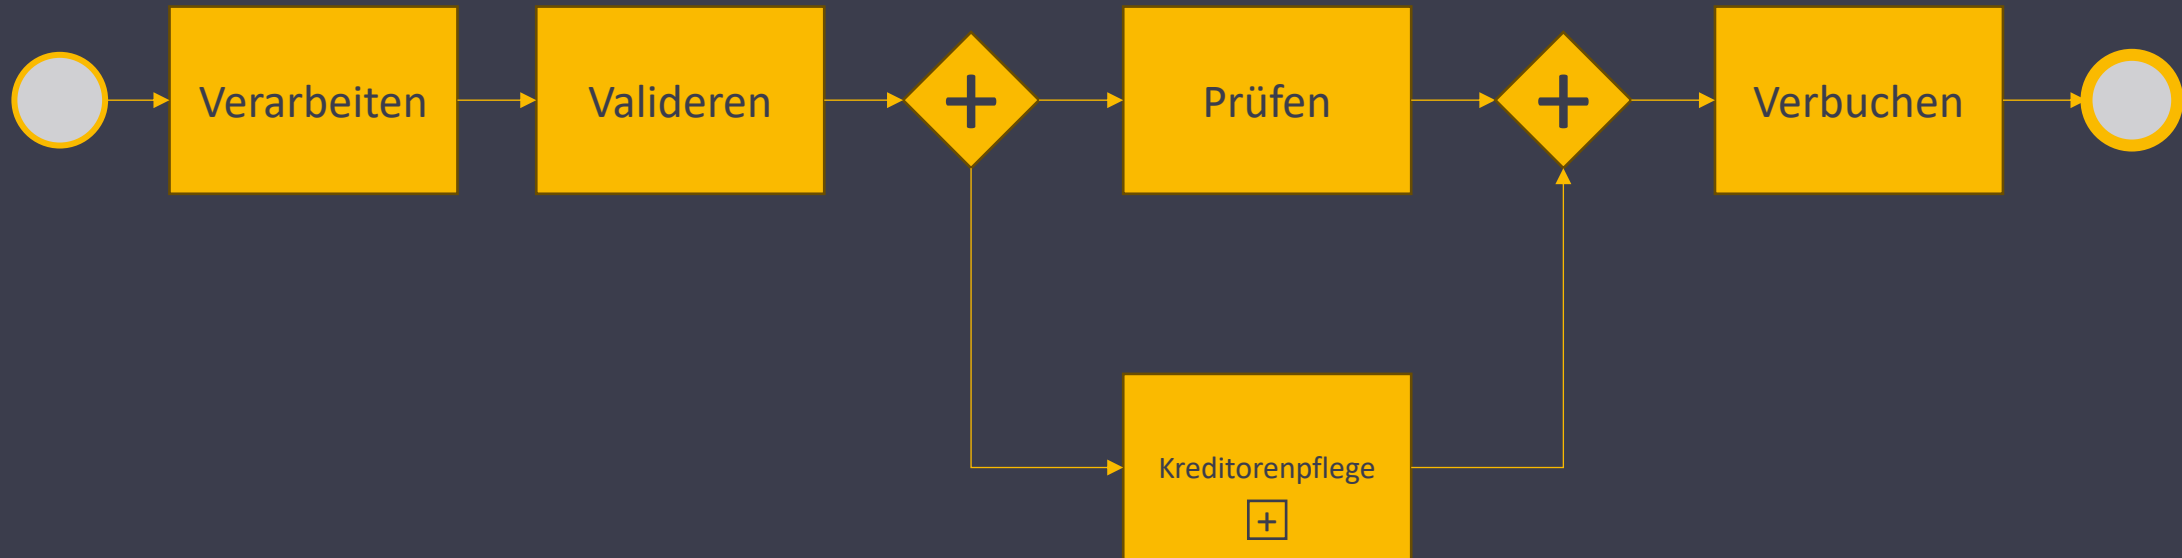 Verarbeiten
Valideren
Prüfen
Verbuchen
Kreditorenpflege